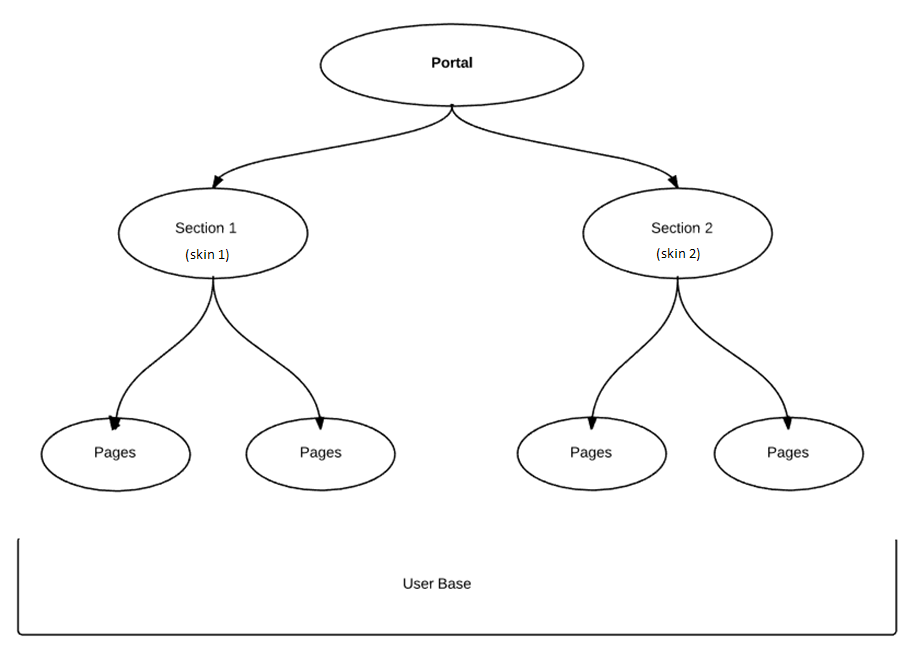 Portal
Section 1
(skin 1)
Section 2
(skin 2)
Pages
Pages
Pages
Pages
User Base